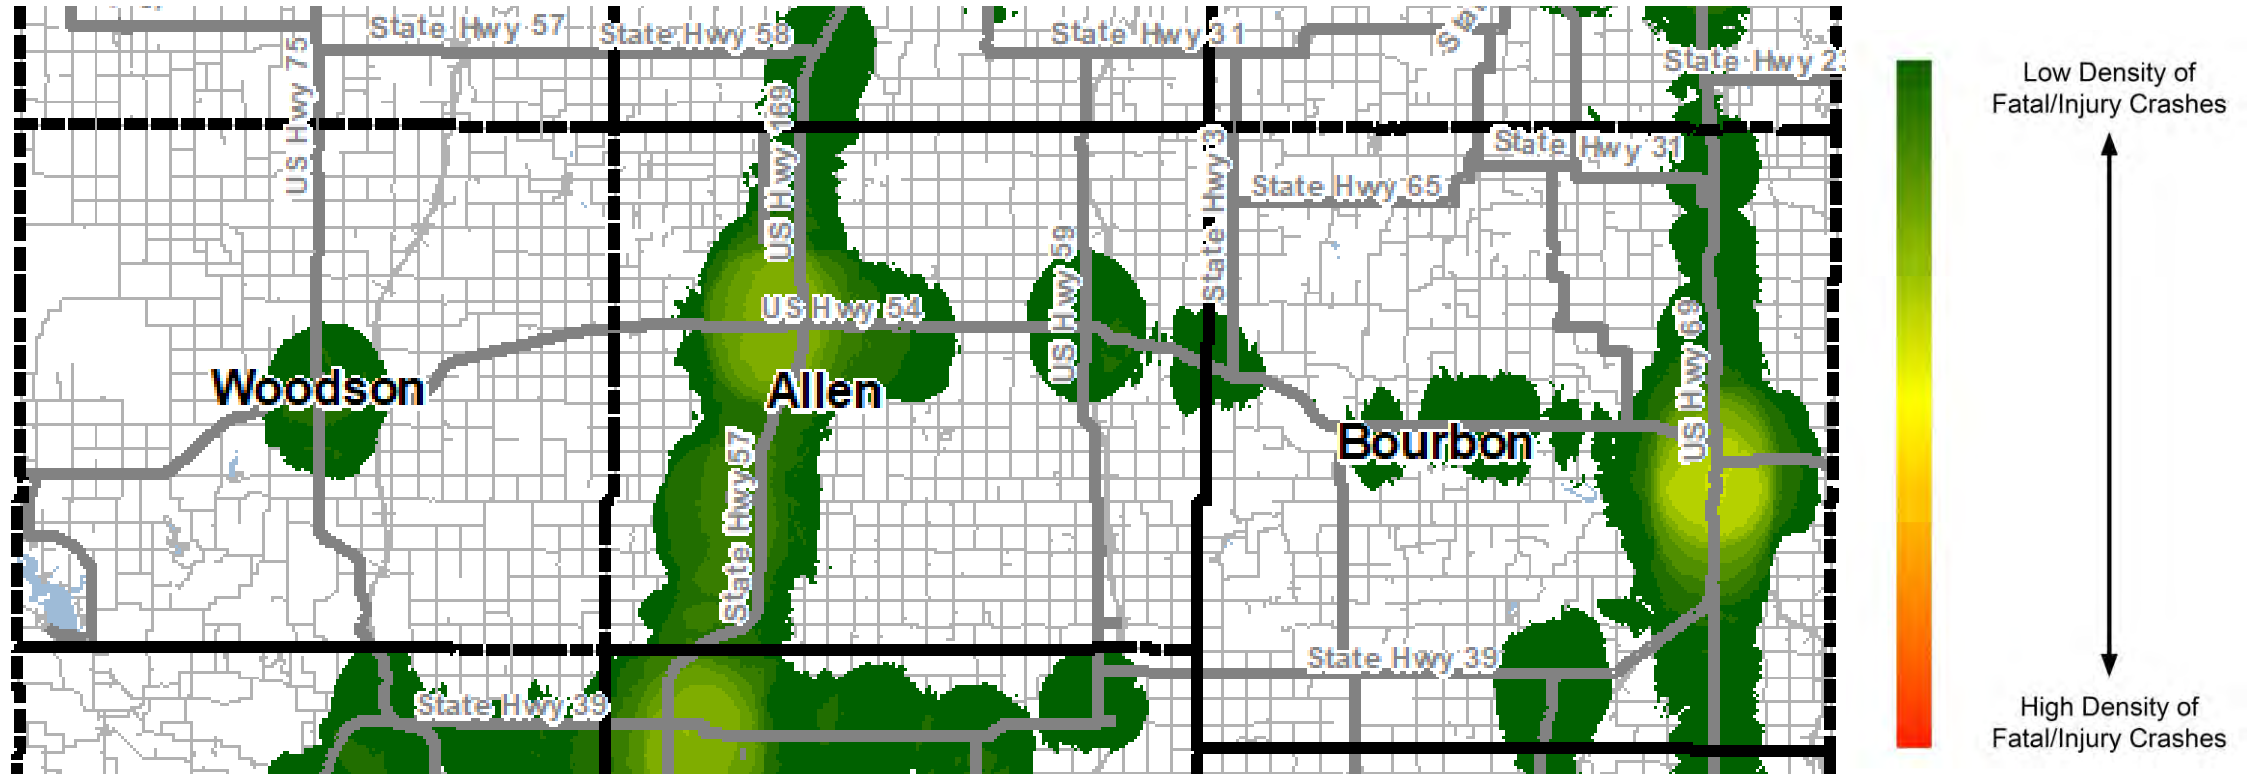 State Hwy 57
State Hwy 58
State Hwy 31
State Hwy 2
US Hwy 75
US Hwy 169
State Hwy 3
State Hwy 31
State Hwy 65
US Hwy 59
US Hwy 54
US Hwy 69
Woodson
Allen
Bourbon
State Hwy 57
State Hwy 39
State Hwy 39
Low Density of
Fatal/Injury Crashes
High Density of
Fatal/Injury Crashes